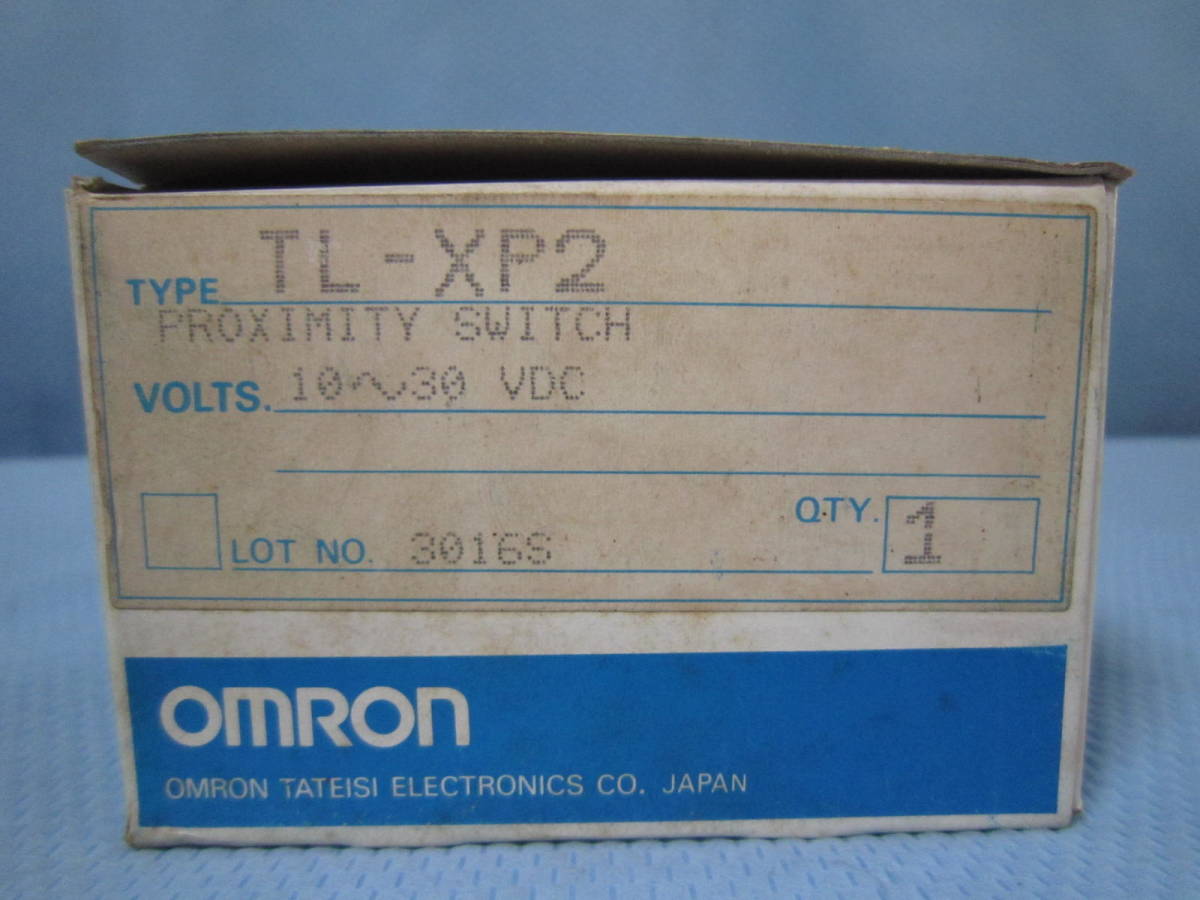 TYPE TL-XP2
PROXIMITY SWITCH
VOLTS. 10~30 VDC
QTY. 1
LOT NO. 3016S
OMRON
OMRON TATEISI ELECTRONICS CO. JAPAN